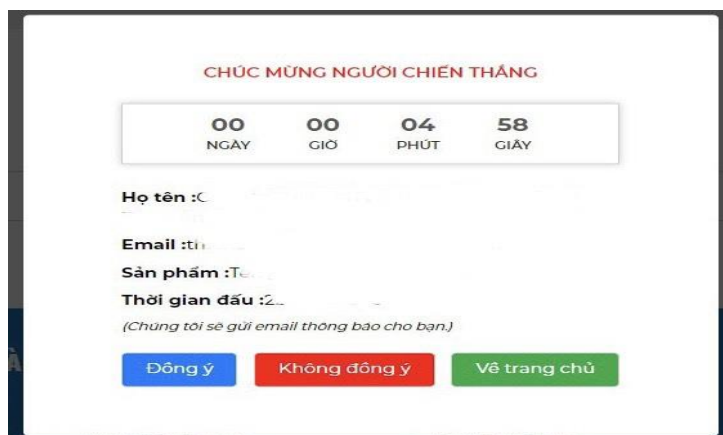 CHÚC MỪNG NGƯỜI CHIẾN THẮNG
00 00 04 58
NGÀY GIỜ PHÚT GIÂY
Họ tên :
Email :
Sản phẩm :
Thời gian đấu :
(Chúng tôi sẽ gửi email thông báo cho bạn.)
Đồng ý Không đồng ý Về trang chủ